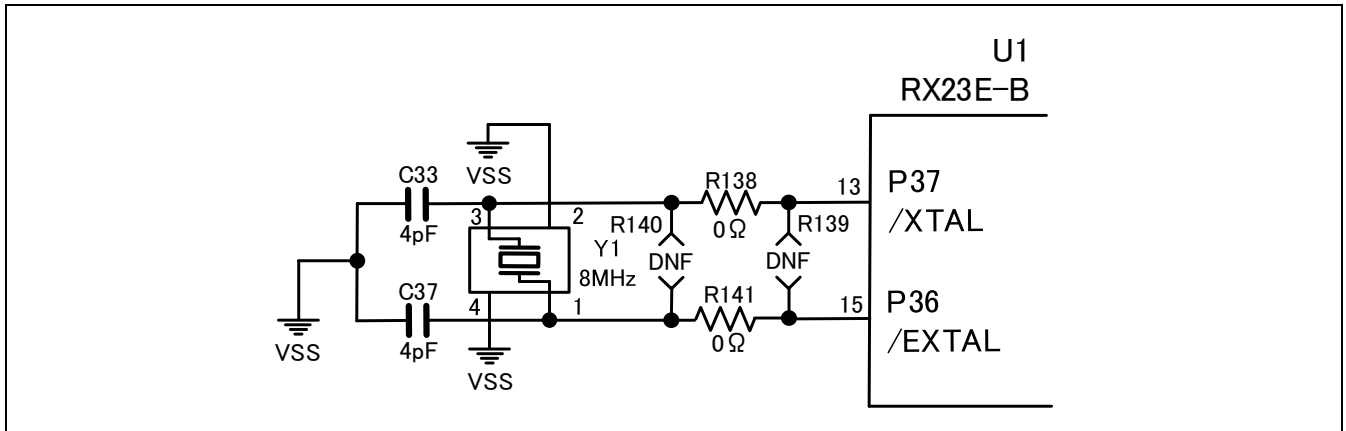 U1
RX23E-B
C33
4pF
VSS
3
2
R140
R138
0Ω
13
P37
/XTAL
R139
Y1
8MHz
DNF
DNF
C37
4pF
4
1
R141
0Ω
15
P36
/EXTAL
VSS
VSS